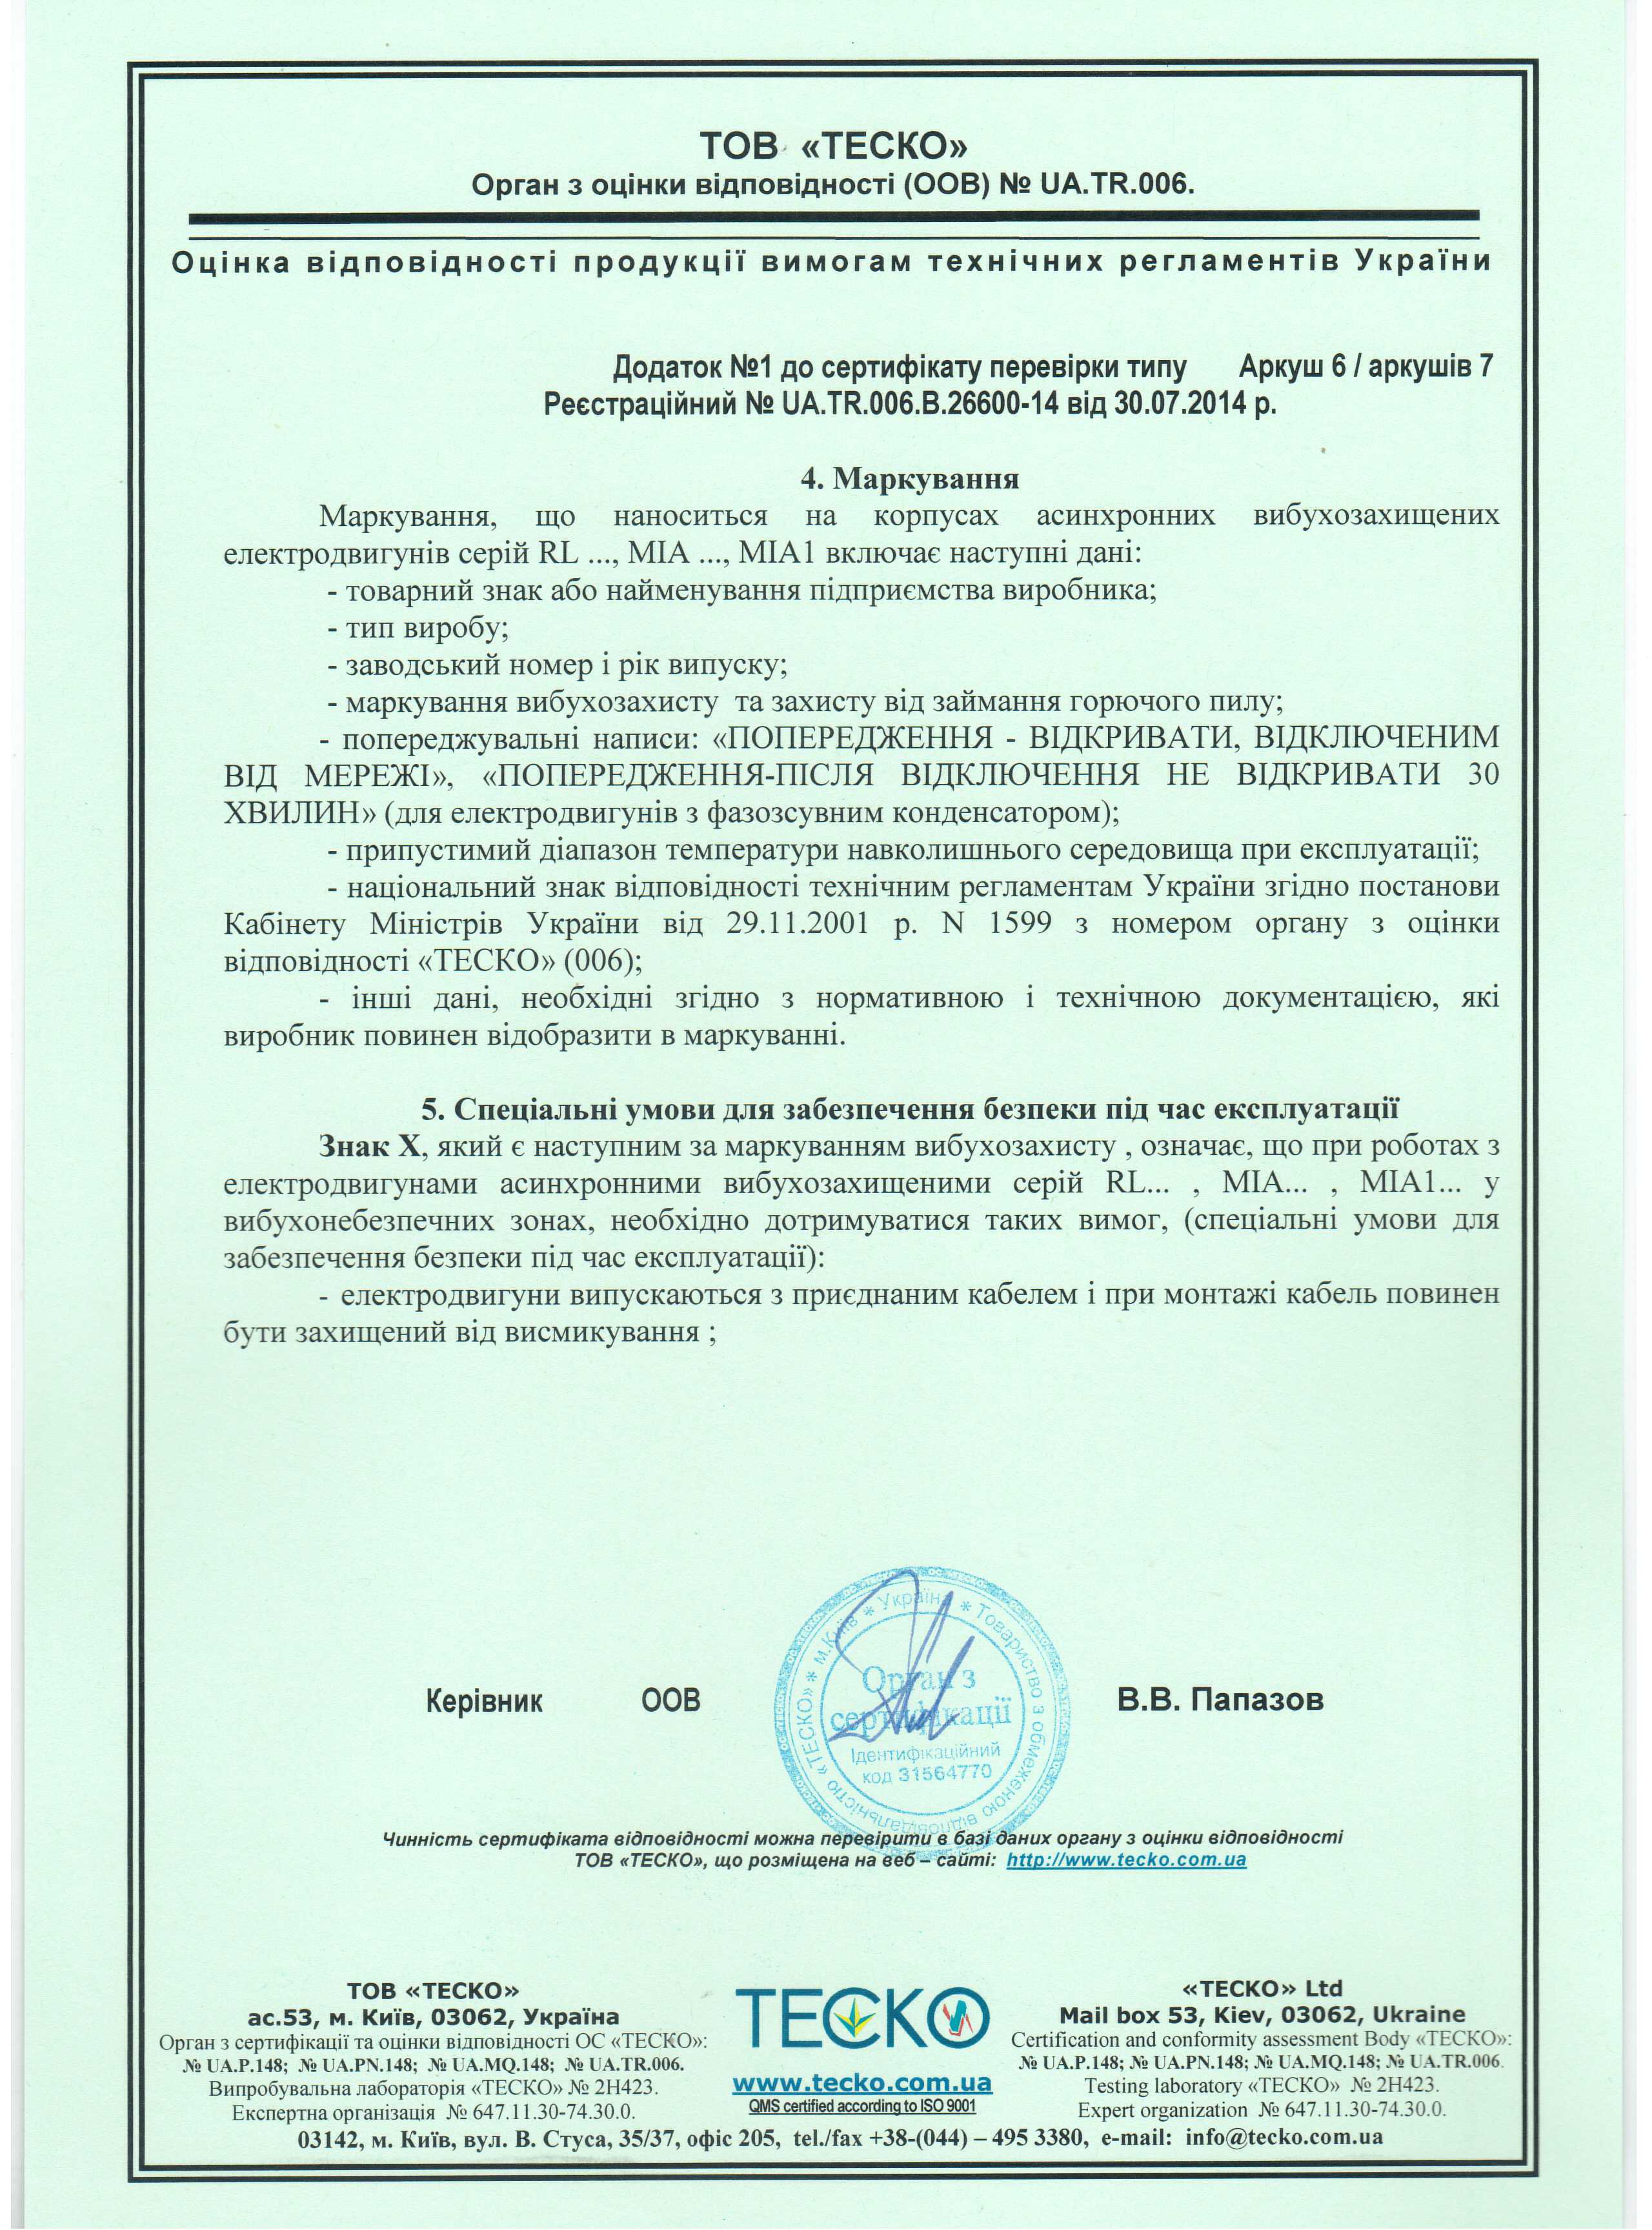 ТОВ «ТЕСКО»
Орган з оцінки відповідності (ООВ) № UA.TR.006.
Оцінка відповідності продукції вимогам технічних регламентів України
Додаток №1 до сертифікату перевірки типу Аркуш 6 / аркушів 7
Реєстраційний № UA.TR.006.В.26600-14 від 30.07.2014 р.
4. Маркування
Маркування, що наноситься на корпусах асинхронних вибухозахищених
електродвигунів серій RL ..., MIA ..., MIA1 включає наступні дані:
- товарний знак або найменування підприємства виробника;
- тип виробу;
- заводський номер і рік випуску;
- маркування вибухозахисту та захисту від займання горючого пилу;
- попереджувальні написи: «ПОПЕРЕДЖЕННЯ - ВІДКРИВАТИ, ВІДКЛЮЧЕНИМ
ВІД МЕРЕЖІ», «ПОПЕРЕДЖЕННЯ-ПІСЛЯ ВІДКЛЮЧЕННЯ НЕ ВІДКРИВАТИ 30
ХВИЛИН» (для електродвигунів з фазозсувним конденсатором);
- припустимий діапазон температури навколишнього середовища при експлуатації;
- національний знак відповідності технічним регламентам України згідно постанови
Кабінету Міністрів України від 29.11.2001 р. N 1599 з номером органу з оцінки
відповідності «ТЕСКО» (006);
- інші дані, необхідні згідно з нормативною і технічною документацією, які
виробник повинен відобразити в маркуванні.
5. Спеціальні умови для забезпечення безпеки під час експлуатації
Знак Х, який є наступним за маркуванням вибухозахисту , означає, що при роботах з
електродвигунами асинхронними вибухозахищеними серій RL... , MIA... , MIA1... у
вибухонебезпечних зонах, необхідно дотримуватися таких вимог, (спеціальні умови для
забезпечення безпеки під час експлуатації):
- електродвигуни випускаються з приєднаним кабелем і при монтажі кабель повинен
бути захищений від висмикування ;
Керівник ООВ В.В. Папазов
м.Київ * Україна * Товариство з обмеженою відповідальністю «ТЕСКО» *
Орган з
сертифікації
Ідентифікаційний
код 31564770
Чинність сертифіката відповідності можна перевірити в базі даних органу з оцінки відповідності
ТОВ «ТЕСКО», що розміщена на веб – сайті: http://www.tecko.com.ua
ТОВ «ТЕСКО»
ас.53, м. Київ, 03062, Україна
Орган з сертифікації та оцінки відповідності ОС «ТЕСКО»:
№ UA.P.148; № UA.PN.148; № UA.MQ.148; № UA.TR.006.
Випробувальна лабораторія «ТЕСКО» № 2Н423.
Експертна організація № 647.11.30-74.30.0.
ТЕСКО
www.tecko.com.ua
QMS certified according to ISO 9001
«ТЕСКО» Ltd
Mail box 53, Kiev, 03062, Ukraine
Certification and conformity assessment Body «ТЕСКО»:
№ UA.P.148; № UA.PN.148; № UA.MQ.148; № UA.TR.006.
Testing laboratory «ТЕСКО» № 2Н423.
Expert organization № 647.11.30-74.30.0.
03142, м. Київ, вул. В. Стуса, 35/37, офіс 205, tel./fax +38-(044) – 495 3380, e-mail: info@tecko.com.ua